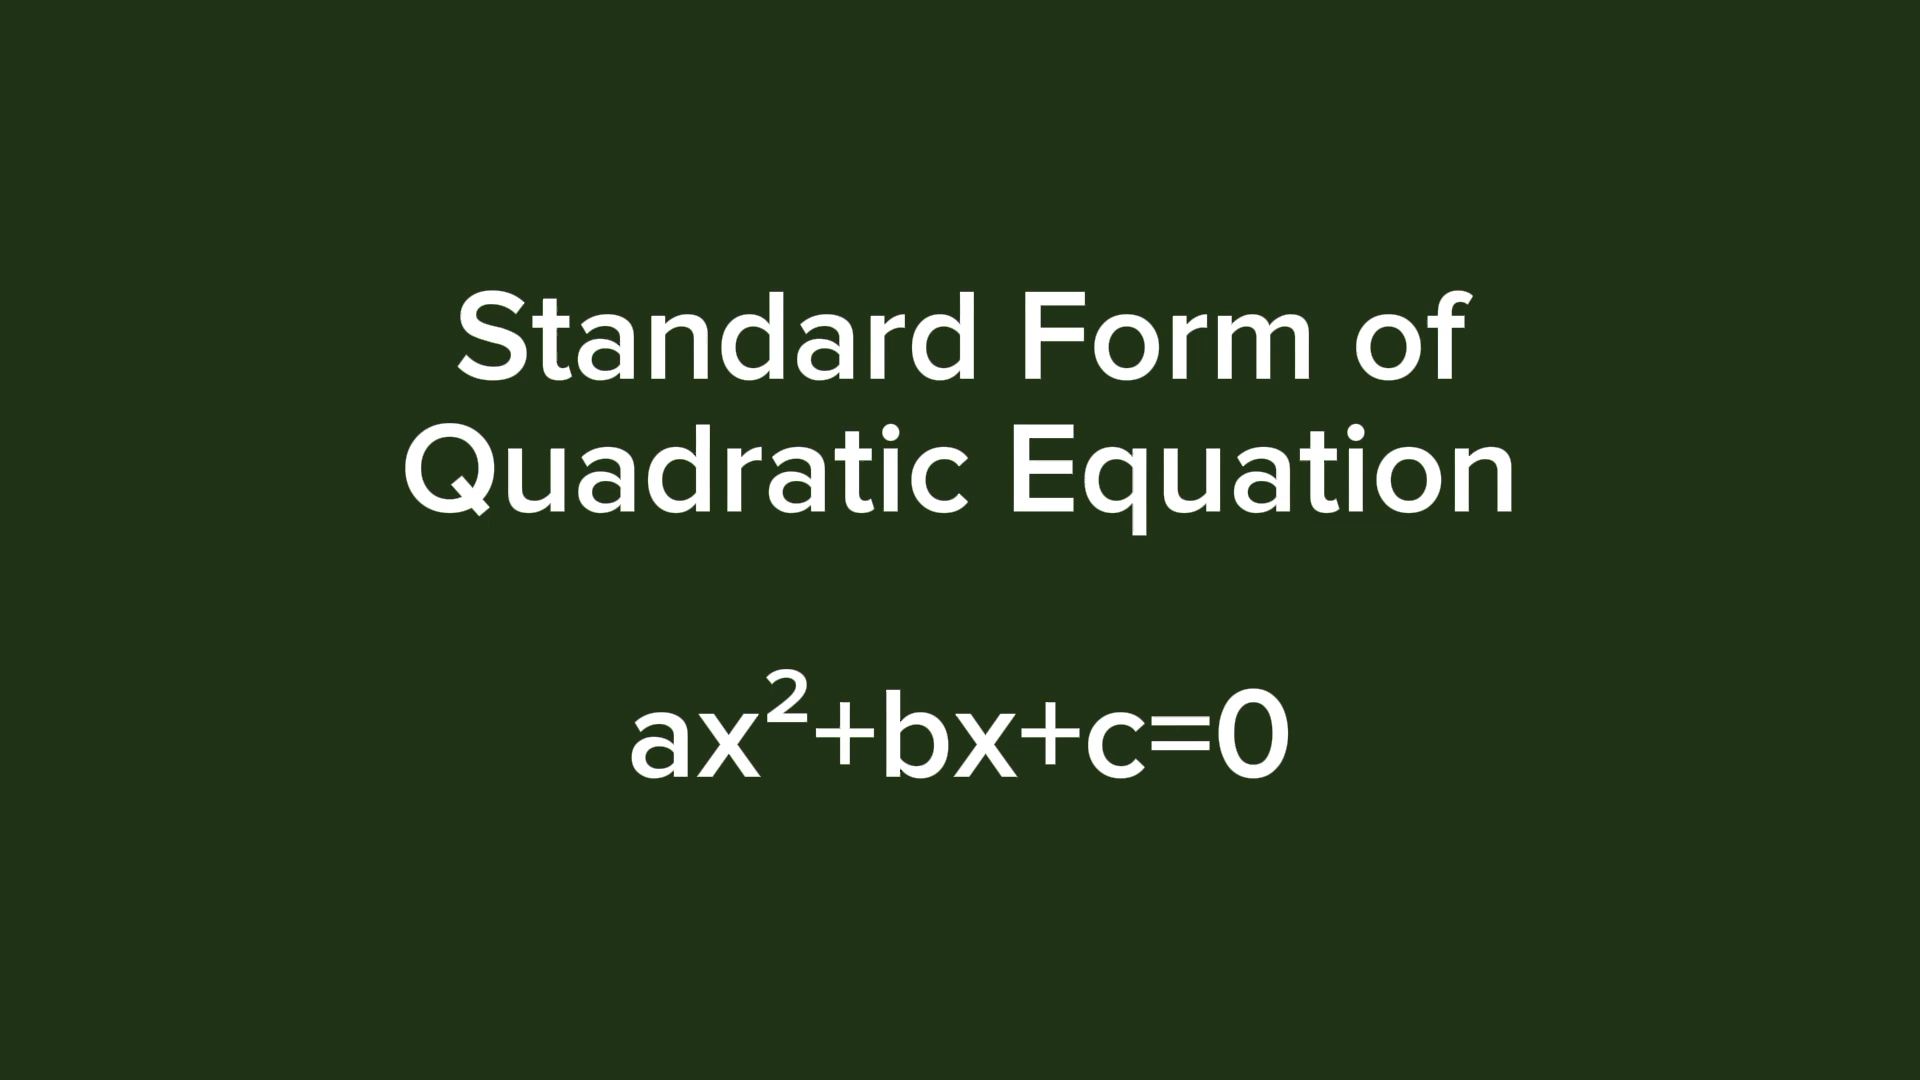 Standard Form of
Quadratic Equation
ax²+bx+c=0